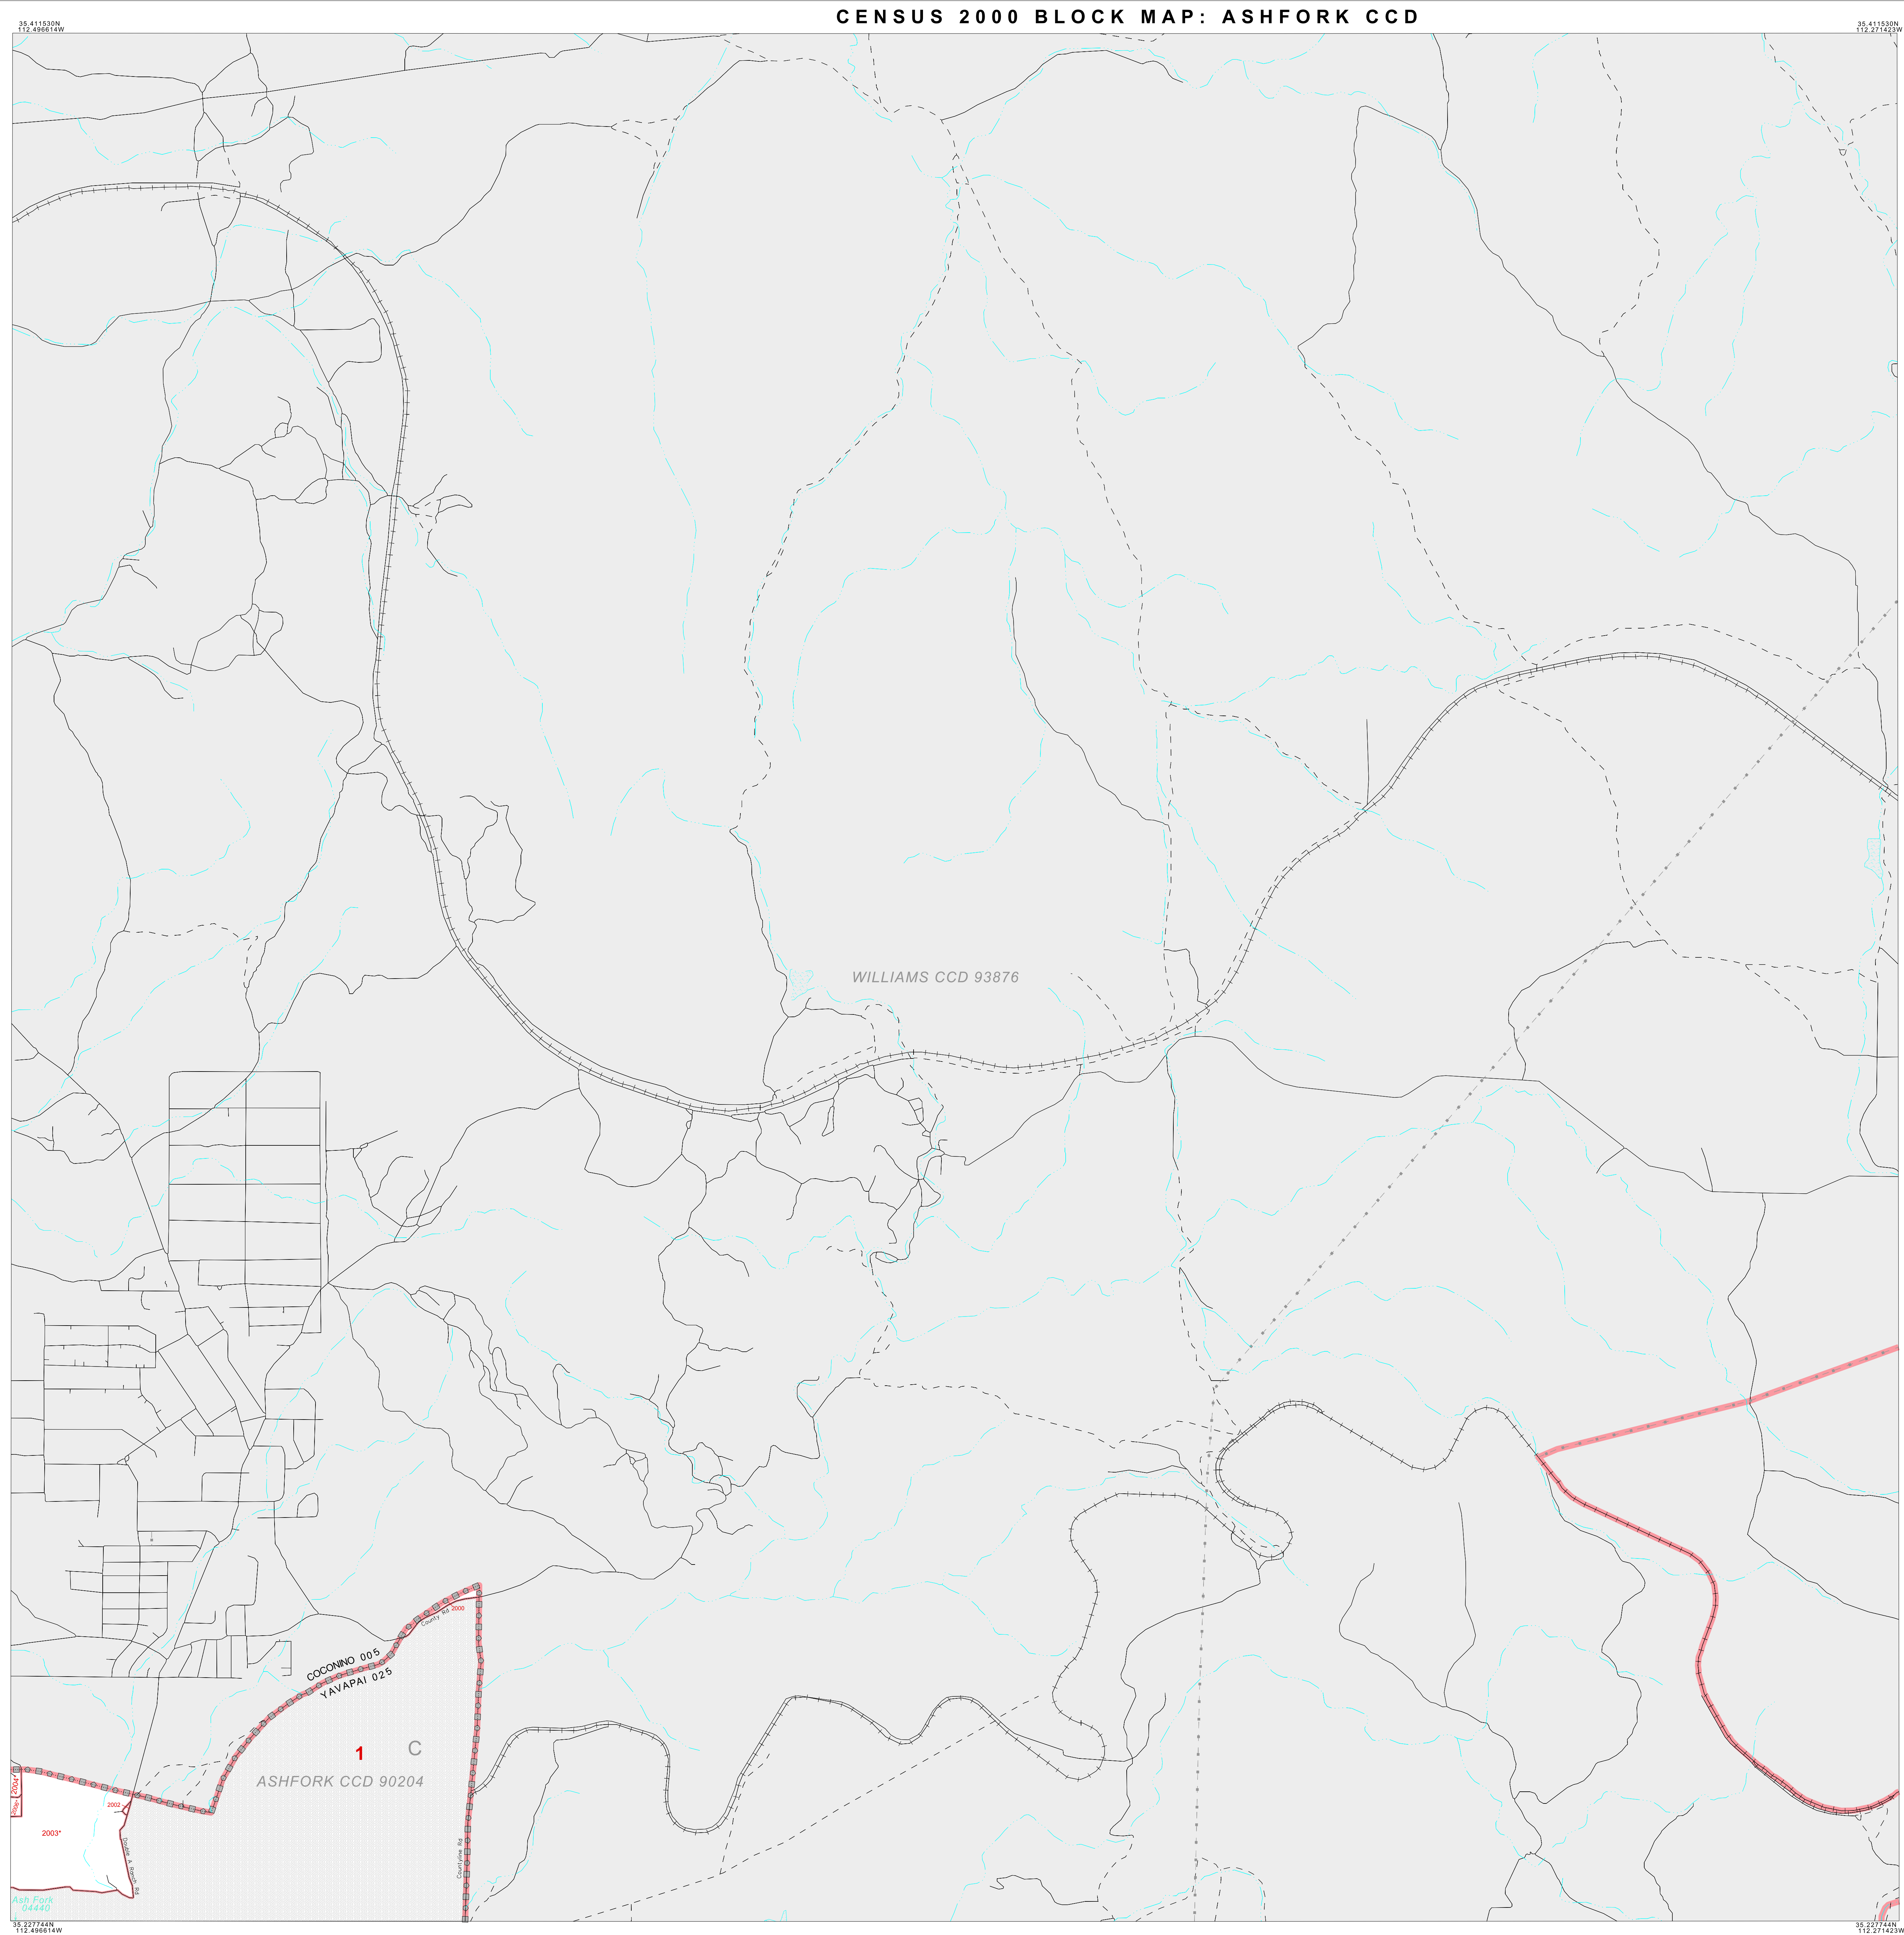 CENSUS 2000 BLOCK MAP: ASHFORK CCD
35.411530N
112.496614W
35.411530N
112.271423W
WILLIAMS CCD 93876
County Rd
2000
COCONINO 005
YAVAPAI 025
1
C
ASHFORK CCD 90204
2004*
2002
2003*
Double A Ranch Rd
Countyline Rd
Ash Fork
04440
35.227744N
112.496614W
35.227744N
112.271423W